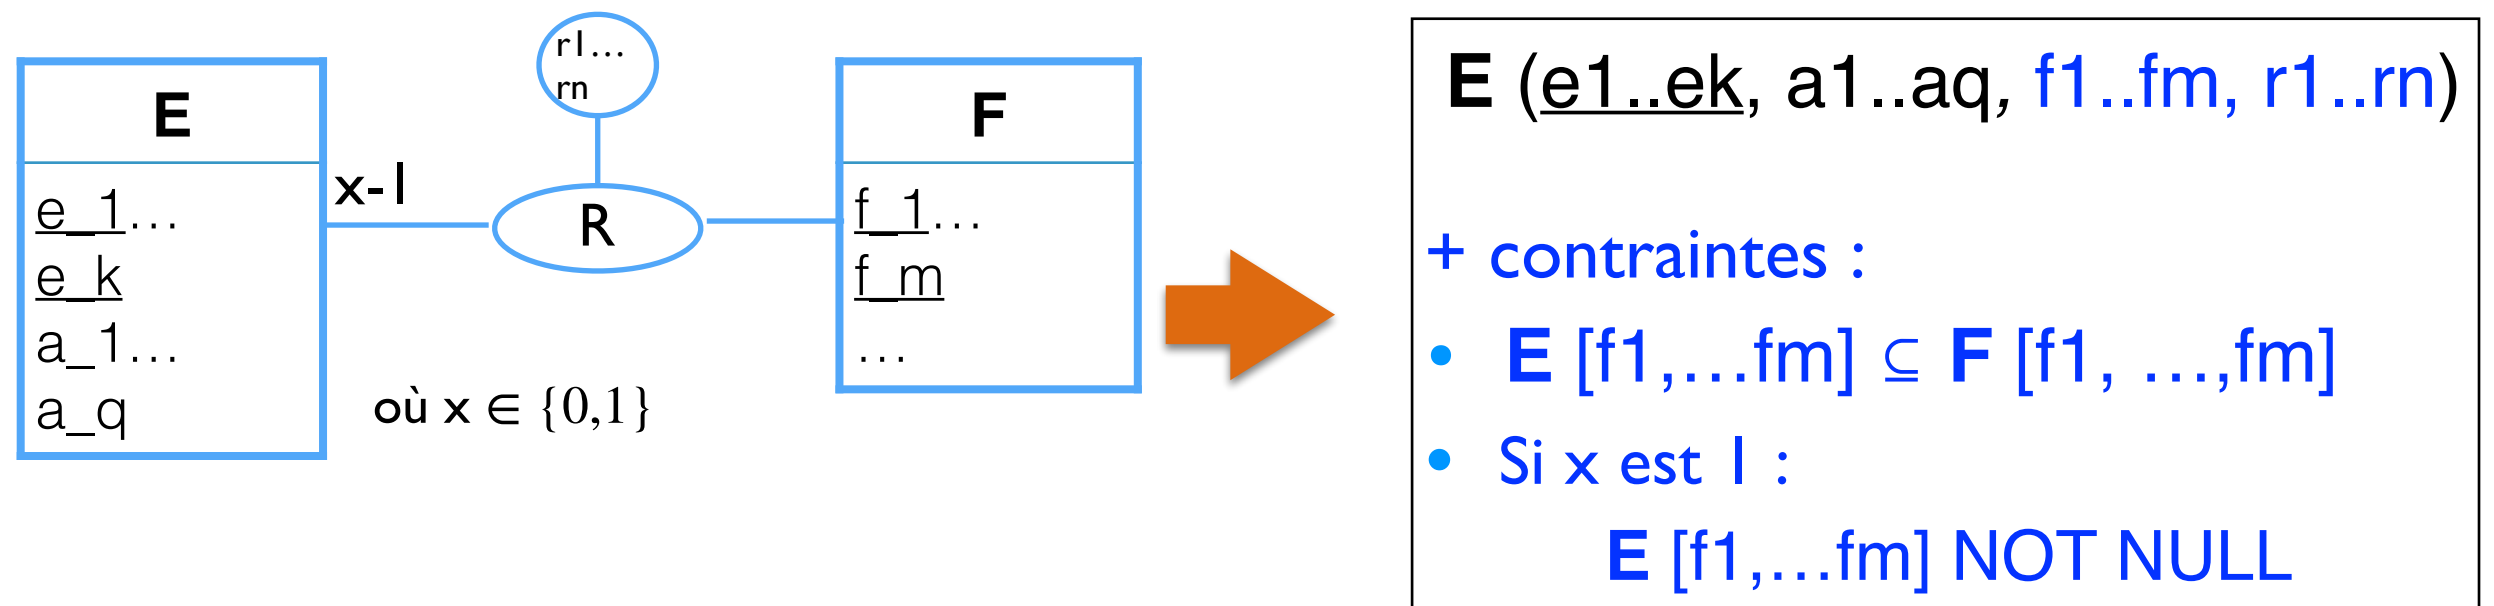 E
e_1...
e_k
a_1...
a_q
x-1
r1...
rm
R
où x ∈ {0,1 }
F
f_1...
f_m
...
E (e1..ek, a1..aq, f1..fm, r1..rn)
+ contraintes :
• E [f1,...fm] ⊆ F [f1, ...,fm]
• Si x est 1 :
E [f1,...fm] NOT NULL